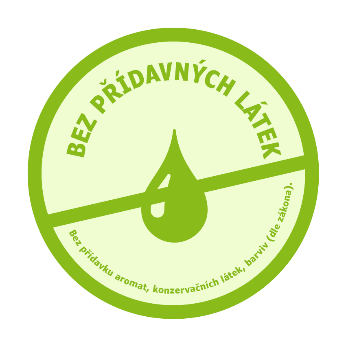 BEZ PŘÍDAVNÝCH LÁTEK
Bez přídavku aromat, konzervačních látek, barviv (dle zákona).